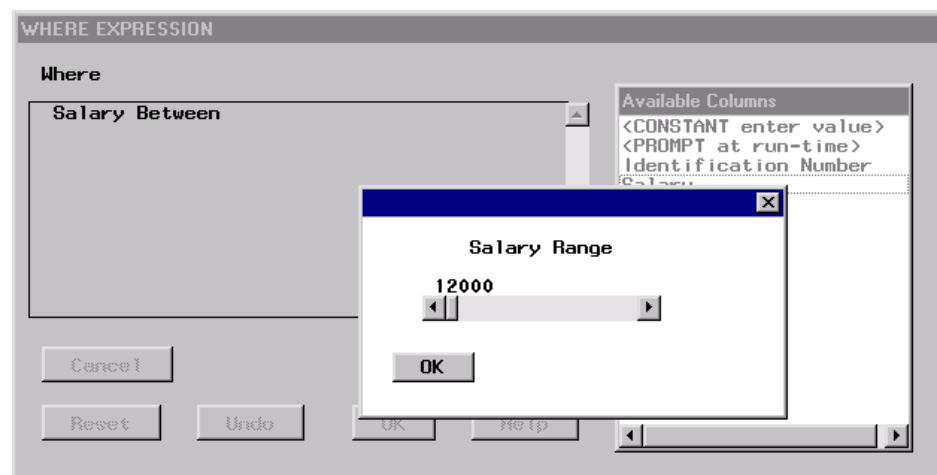 WHERE EXPRESSION
Where
Salary Between
Available Columns
<CONSTANT enter value>
<PROMPT at run-time>
Identification Number
Salary
Salary Range
12000
OK
Cancel
Reset
Undo
OK
Help